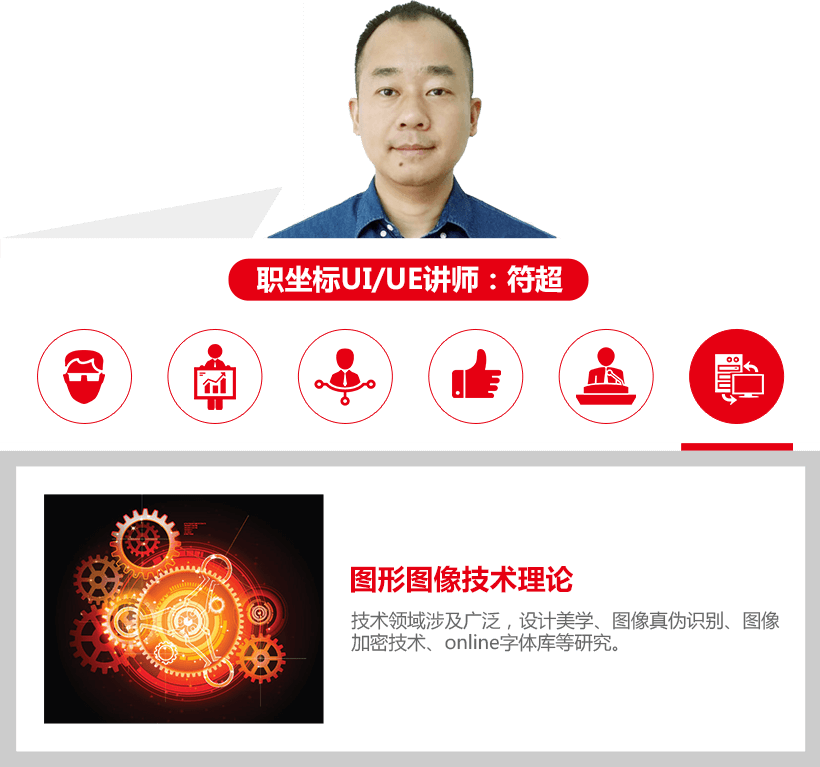 职坐标UI/UE讲师：符超
图形图像技术理论
技术领域涉及广泛，设计美学、图像真伪识别、图像
加密技术、online字体库等研究。